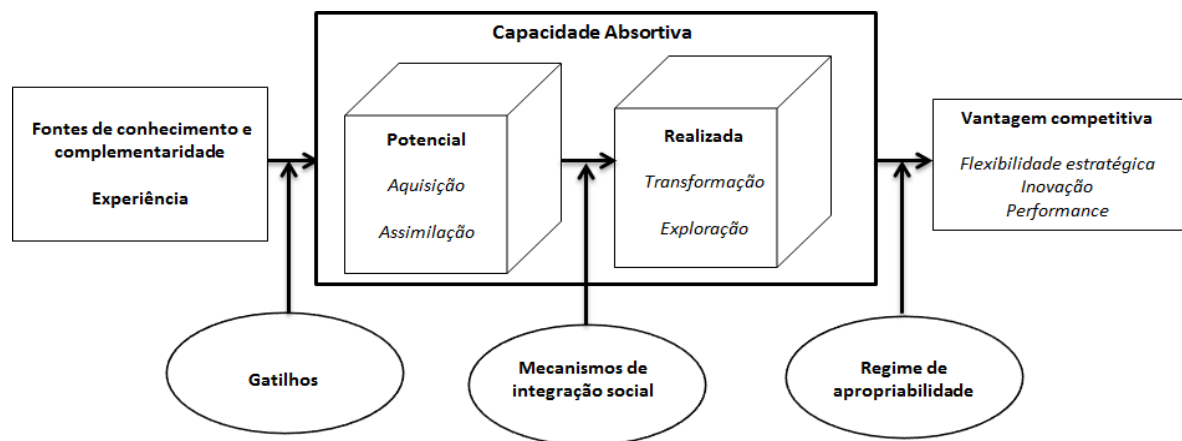 Capacidade Absortiva
Fontes de conhecimento e
complementaridade
Experiência
Potencial
Aquisição
Assimilação
Realizada
Transformação
Exploração
Vantagem competitiva
Flexibilidade estratégica
Inovação
Performance
Gatilhos
Mecanismos de
integração social
Regime de
apropriabilidade